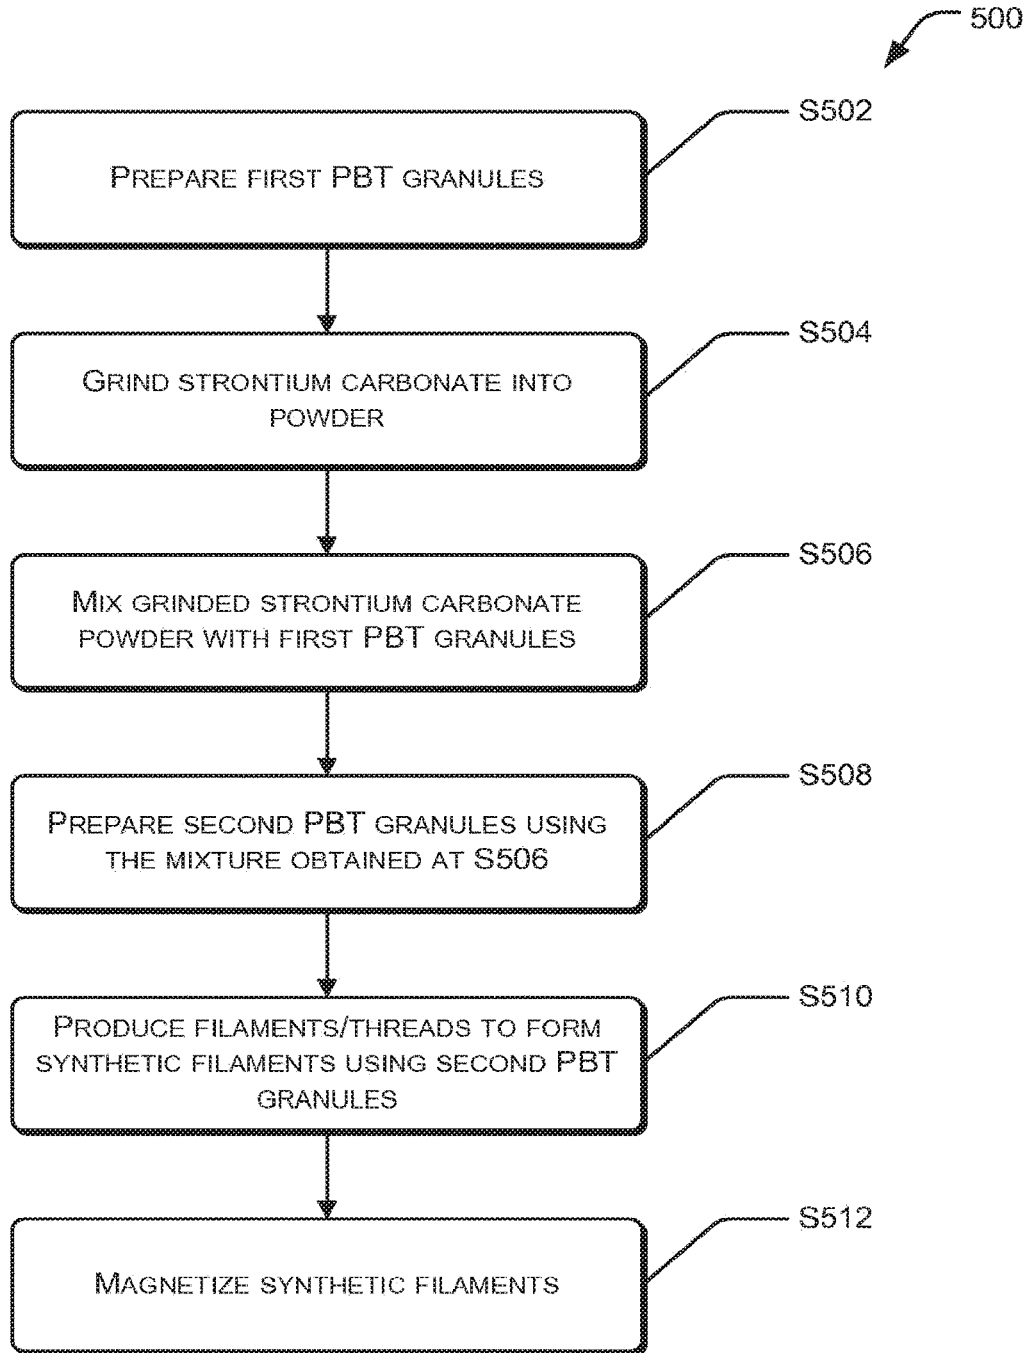 500
S502
PREPARE FIRST PBT GRANULES
S504
GRIND STRONTIUM CARBONATE INTO
POWDER
S506
MIX GRINDED STRONTIUM CARBONATE
POWDER WITH FIRST PBT GRANULES
S508
PREPARE SECOND PBT GRANULES USING
THE MIXTURE OBTAINED AT S506
S510
PRODUCE FILAMENTS/THREADS TO FORM
SYNTHETIC FILAMENTS USING SECOND PBT
GRANULES
S512
MAGNETIZE SYNTHETIC FILAMENTS